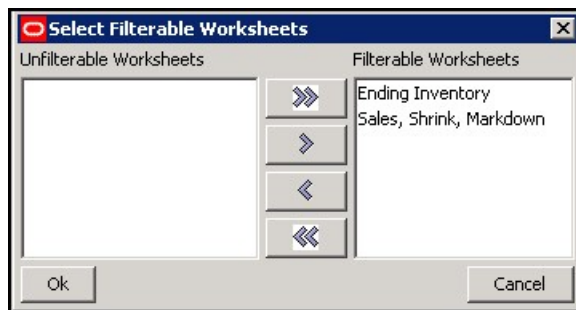 Select Filterable Worksheets
Unfilterable Worksheets
Filterable Worksheets
Ending Inventory
Sales, Shrink, Markdown
Ok
Cancel